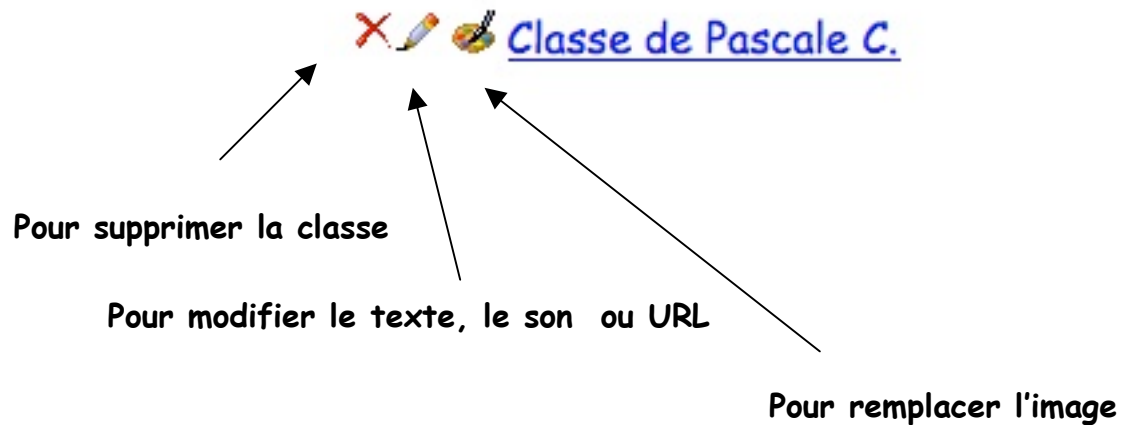 Classe de Pascale C.
Pour supprimer la classe
Pour modifier le texte, le son ou URL
Pour remplacer l'image